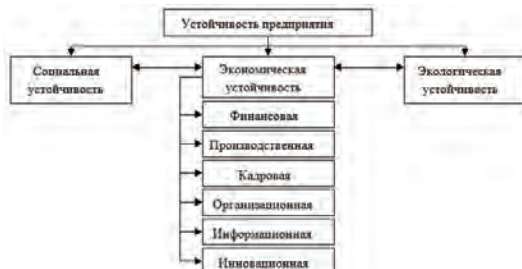 Устойчивость предприятия
Социальная
устойчивость
Экономическая
устойчивость
Экологическая
устойчивость
Финансовая
Производственная
Кадровая
Организационная
Информационная
Инновационная